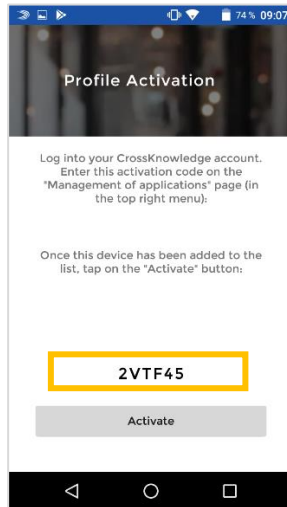 74% 09:07
Profile Activation
Log into your CrossKnowledge account.
Enter this activation code on the
"Management of applications" page (in
the top right menu):
Once this device has been added to the
list, tap on the "Activate" button:
2VTF45
Activate